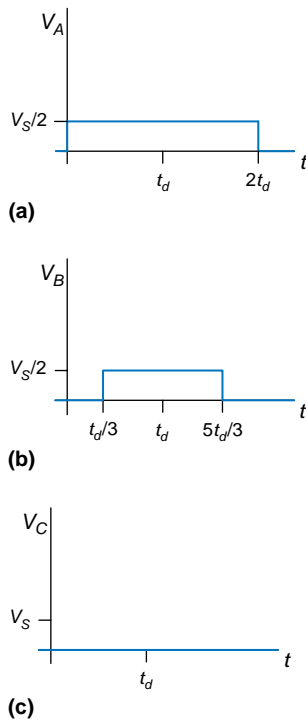 V_A
V_S/2
t_d 2t_d t
(a)
V_B
V_S/2
t_d/3 t_d 5t_d/3 t
(b)
V_C
V_S
t_d t
(c)